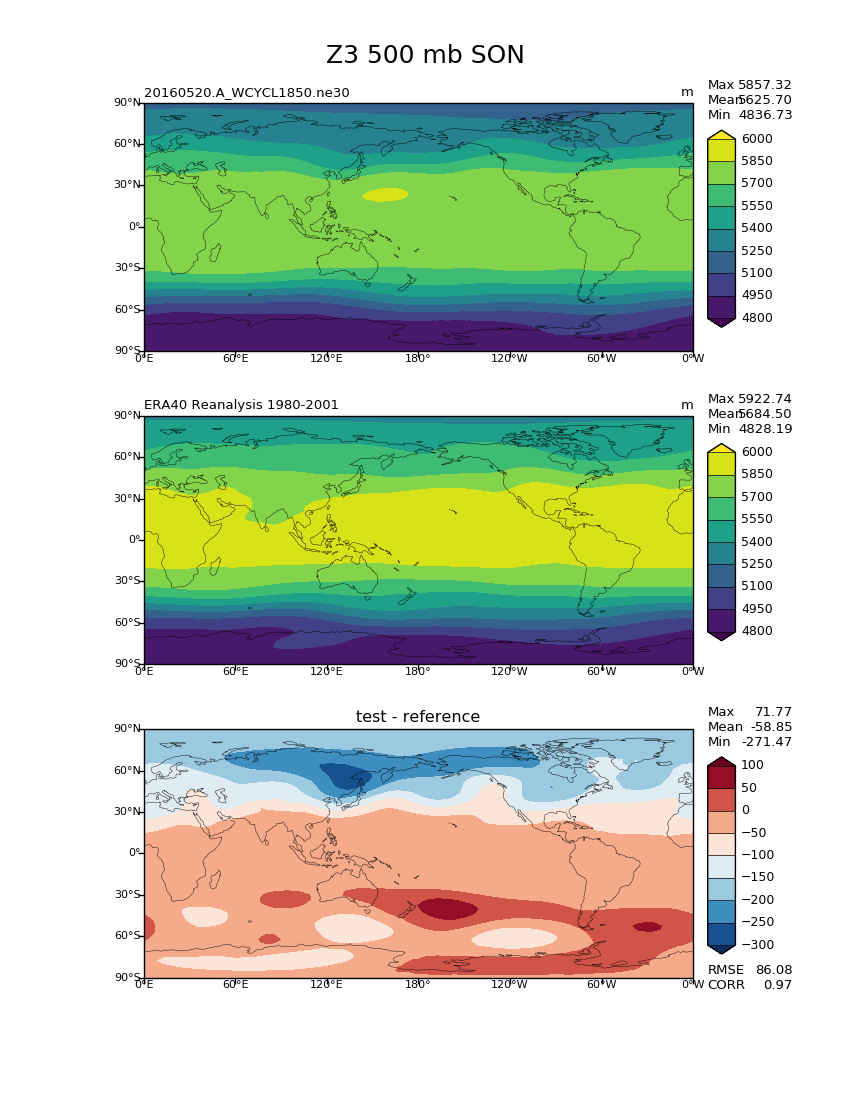 Z3 500 mb SON
20160520.A_WCYCL1850.ne30
m
Max 5857.32
Mean 5625.70
Min 4836.73
90°N
60°N
30°N
0°
30°S
60°S
90°S
0°E 60°E 120°E 180° 120°W 60°W 0°W
6000
5850
5700
5550
5400
5250
5100
4950
4800
ERA40 Reanalysis 1980-2001
m
Max 5922.74
Mean 5684.50
Min 4828.19
90°N
60°N
30°N
0°
30°S
60°S
90°S
0°E 60°E 120°E 180° 120°W 60°W 0°W
6000
5850
5700
5550
5400
5250
5100
4950
4800
test - reference
Max 71.77
Mean -58.85
Min -271.47
90°N
60°N
30°N
0°
30°S
60°S
90°S
0°E 60°E 120°E 180° 120°W 60°W 0°W
100
50
0
−50
−100
−150
−200
−250
−300
RMSE 86.08
CORR 0.97